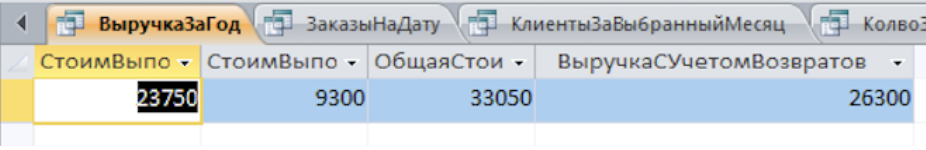 ВыручкаЗаГод ЗаказыНаДату КлиентыЗаВыбранныйМесяц КолвоЗ
СтоимВыпо СтоимВыпо ОбщаяСтои ВыручкаСУчетомВозвратов
23750 9300 33050 26300